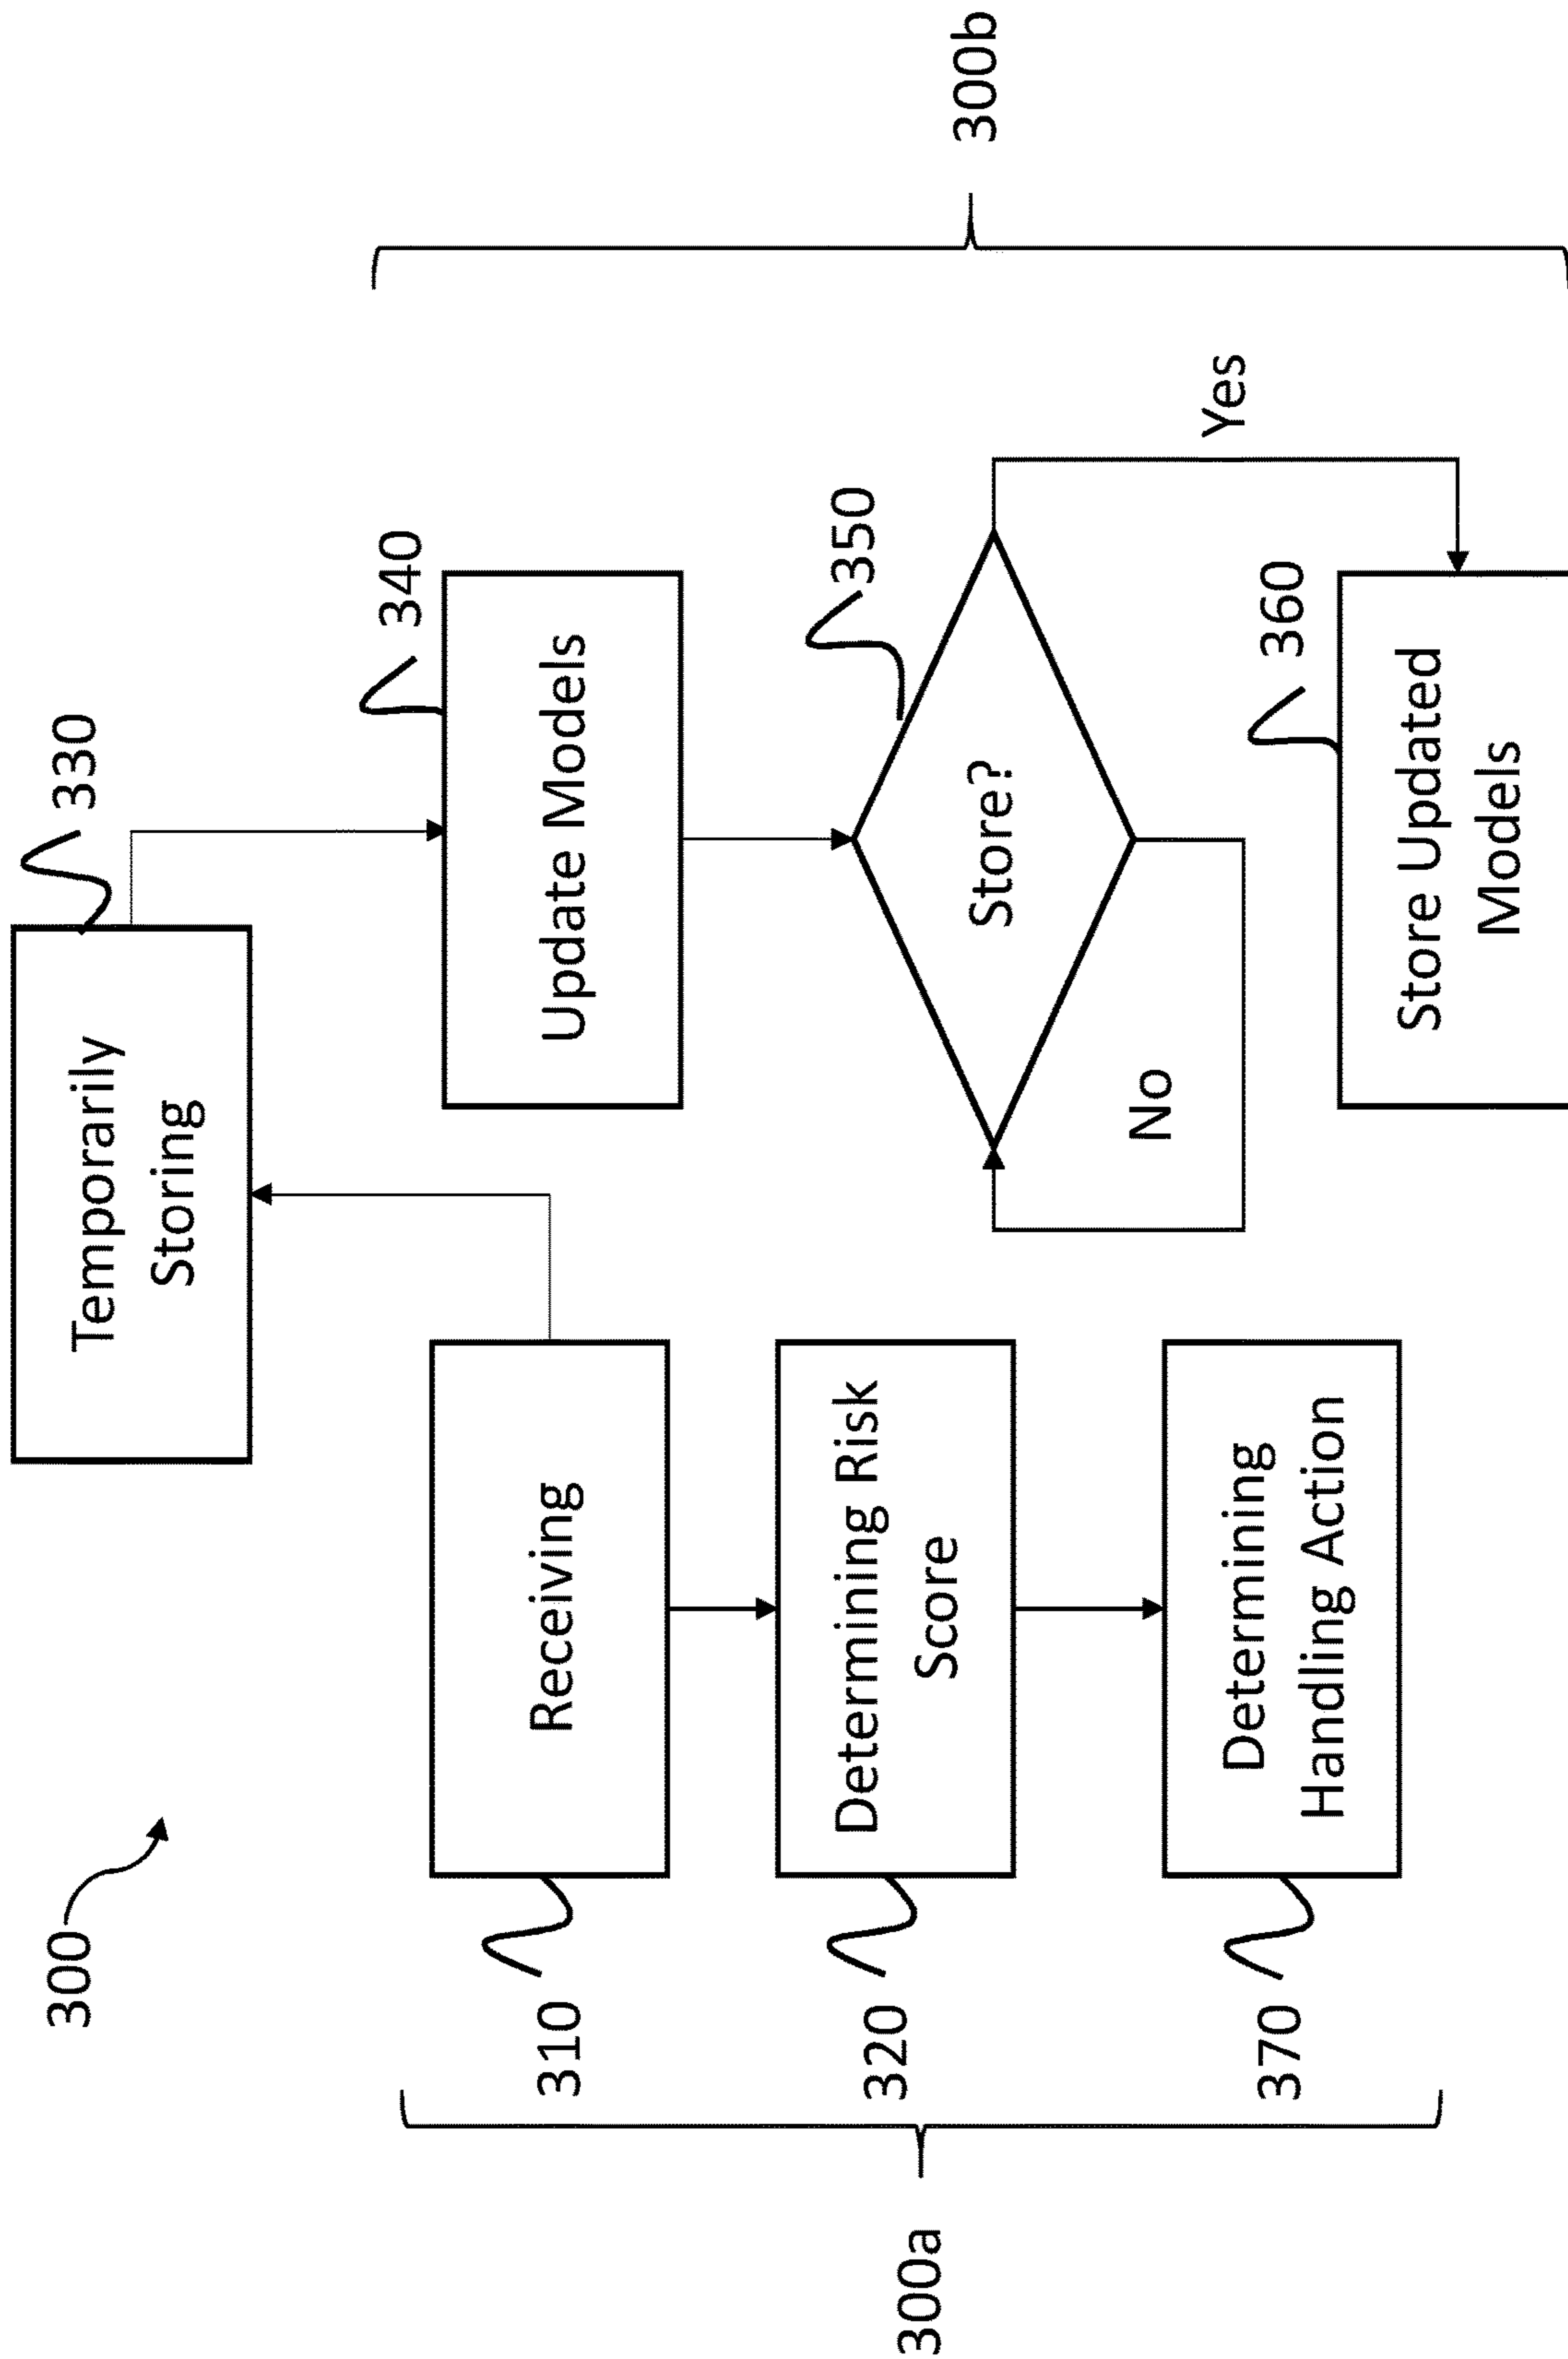 300
Temporarily
Storing
330
300a
310
Receiving
320
Determining Risk
Score
370
Determining
Handling Action
340
Update Models
350
Store?
No
Yes
360
Store Updated
Models
300b